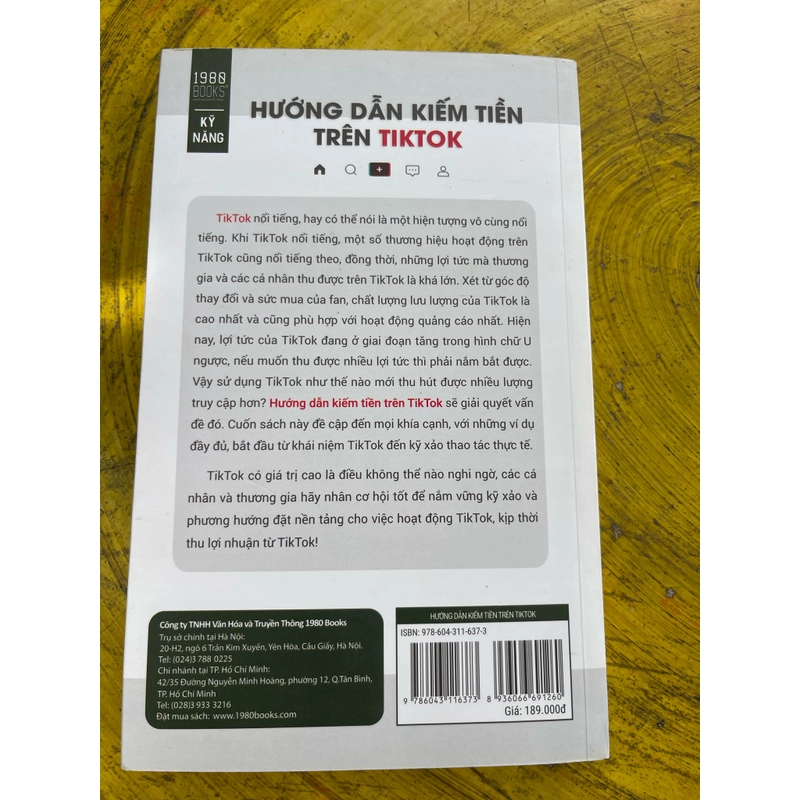 1980
BOOKS
KỸ
NĂNG
HƯỚNG DẪN KIẾM TIỀN
TRÊN TIKTOK
TikTok nổi tiếng, hay có thể nói là một hiện tượng vô cùng nổi
tiếng. Khi TikTok nổi tiếng, một số thương hiệu hoạt động trên
TikTok cũng nổi tiếng theo, đồng thời, những lợi tức mà thương
gia và các cá nhân thu được trên TikTok là khá lớn. Xét từ góc độ
thay đổi và sức mua của fan, chất lượng lưu lượng của TikTok là
cao nhất và cũng phù hợp với hoạt động quảng cáo nhất. Hiện
nay, lợi tức của TikTok đang ở giai đoạn tăng trong hình chữ U
ngược, nếu muốn thu được nhiều lợi tức thì phải nắm bắt được.
Vậy sử dụng TikTok như thế nào mới thu hút được nhiều lượng
truy cập hơn? Hướng dẫn kiếm tiền trên TikTok sẽ giải quyết vấn
đề đó. Cuốn sách này đề cập đến mọi khía cạnh, với những ví dụ
đầy đủ, bắt đầu từ khái niệm TikTok đến kỹ xảo thao tác thực tế.
TikTok có giá trị cao là điều không thể nào nghi ngờ, các cá
nhân và thương gia hãy nhân cơ hội tốt để nắm vững kỹ xảo và
phương hướng đặt nền tảng cho việc hoạt động TikTok, kịp thời
thu lợi nhuận từ TikTok!
Công ty TNHH Văn Hóa và Truyền Thông 1980 Books
Trụ sở chính tại Hà Nội:
20-H2, ngõ 6 Trần Kim Xuyến, Yên Hòa, Cầu Giấy, Hà Nội.
Tel: (024)3 788 0225
Chi nhánh tại TP. Hồ Chí Minh:
42/35 Đường Nguyễn Minh Hoàng, phường 12, Q.Tân Bình,
TP. Hồ Chí Minh
Tel: (028)3 933 3216
Đặt mua sách: www.1980books.com
HƯỚNG DẪN KIẾM TIỀN TRÊN TIKTOK
ISBN: 978-604-311-637-3
9 786043 116373
8 936066 691260
Giá: 189.000đ